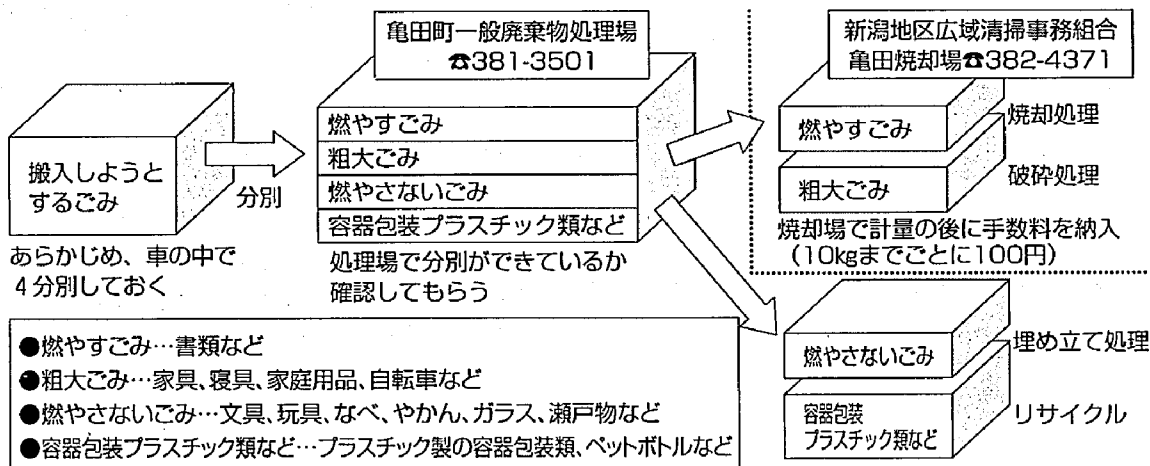 亀田町一般廃棄物処理場
☎381-3501
新潟地区広域清掃事務組合
亀田焼却場☎382-4371
搬入しようと
するごみ
分別
あらかじめ、車の中で
4分別しておく
燃やすごみ
粗大ごみ
燃やさないごみ
容器包装プラスチック類など
処理場で分別ができているか
確認してもらう
燃やすごみ
焼却処理
粗大ごみ
破砕処理
焼却場で計量の後に手数料を納入
(10kgまでごとに100円)
燃やさないごみ
埋め立て処理
容器包装
プラスチック類など
リサイクル
●燃やすごみ…書類など
●粗大ごみ…家具、寝具、家庭用品、自転車など
●燃やさないごみ…文具、玩具、なべ、やかん、ガラス、瀬戸物など
●容器包装プラスチック類など…プラスチック製の容器包装類、ペットボトルなど